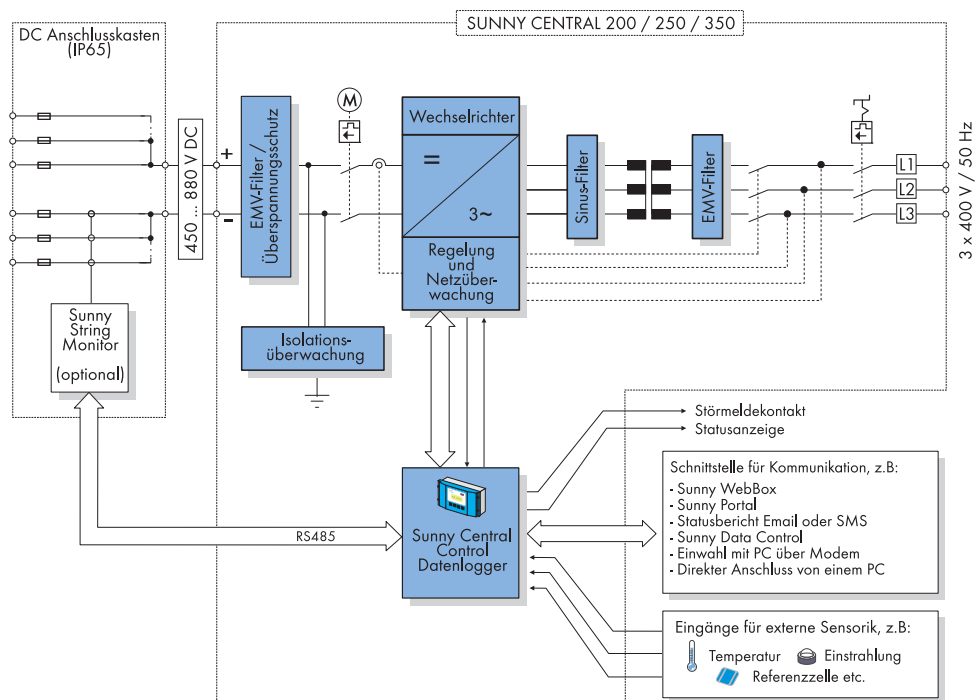 SUNNY CENTRAL 200 / 250 / 350
DC Anschlusskasten
(IP65)
450 ... 880 V DC
+
-
EMV-Filter /
Überspannungsschutz
M
Wechselrichter
=
3~
Regelung
und
Netzüber-
wachung
Sinus-Filter
EMV-Filter
L1
L2
L3
3 x 400 V / 50 Hz
Sunny
String
Monitor
(optional)
Isolations-
überwachung
Störmeldekontakt
Statusanzeige
RS485
Sunny Central
Control
Datenlogger
Schnittstelle für Kommunikation, z.B:
- Sunny WebBox
- Sunny Portal
- Statusbericht Email oder SMS
- Sunny Data Control
- Einwahl mit PC über Modem
- Direkter Anschluss von einem PC
Eingänge für externe Sensorik, z.B:
Temperatur
Einstrahlung
Referenzzelle etc.